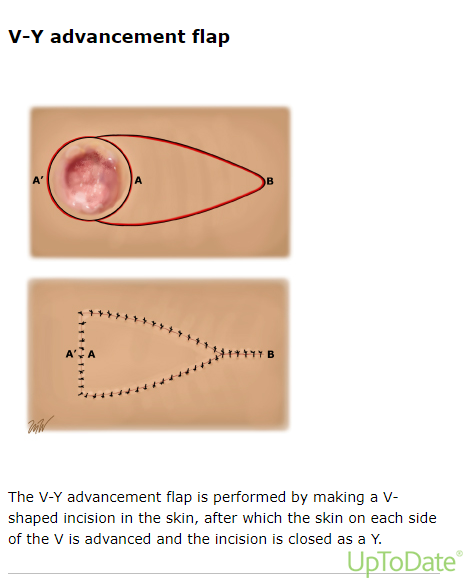 V-Y advancement flap
A' A B
A' A B
The V-Y advancement flap is performed by making a V-
shaped incision in the skin, after which the skin on each side
of the V is advanced and the incision is closed as a Y.
UpToDate®